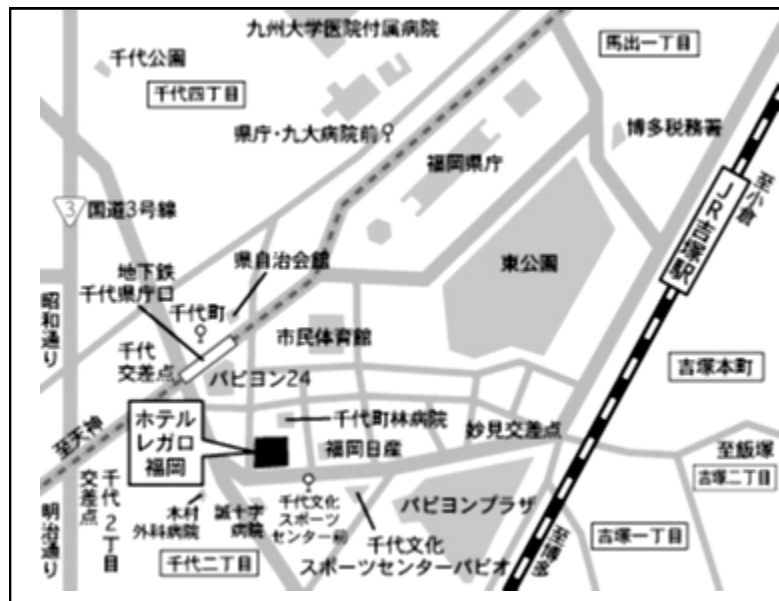 九州大学医院付属病院
馬出一丁目
千代公園
千代四丁目
博多税務署
県庁・九大病院前
福岡県庁
至小倉
JR吉塚駅
3
国道3号線
県自治会館
東公園
地下鉄
千代県庁口
千代町
昭和通り
市民体育館
千代
交差点
パピヨン24
吉塚本町
ホテル
レガロ
福岡
千代町林病院
至天神
福岡日産
妙見交差点
至飯塚
吉塚二丁目
千代2丁目
交差点
明治通り
木村
外科病院
誠十字
病院
千代文化
スポーツ
センター前
パピヨンプラザ
千代文化
スポーツセンターパピオ
千代二丁目
吉塚一丁目
至博多